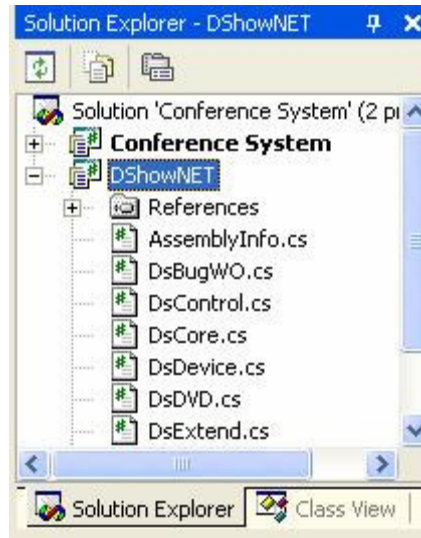 Solution Explorer - DShowNET
Solution 'Conference System' (2 p
Conference System
DShowNET
References
AssemblyInfo.cs
DsBugWO.cs
DsControl.cs
DsCore.cs
DsDevice.cs
DsDVD.cs
DsExtend.cs
Solution Explorer Class View